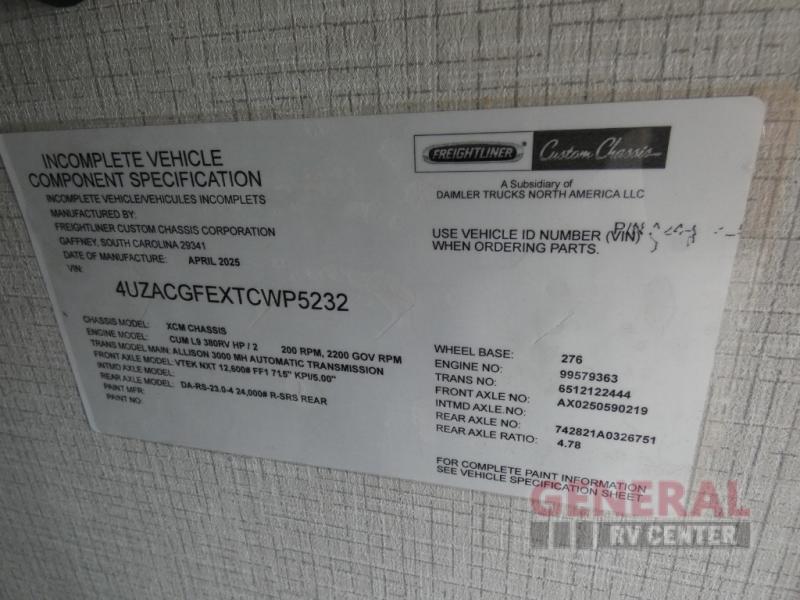 INCOMPLETE VEHICLE
COMPONENT SPECIFICATION
INCOMPLETE VEHICLE/VEHICULES INCOMPLETS
MANUFACTURED BY:
FREIGHTLINER CUSTOM CHASSIS CORPORATION
GAFFNEY, SOUTH CAROLINA 29341
DATE OF MANUFACTURE: APRIL 2025
VIN:
4UZACGFEXTCWP5232
CHASSIS MODEL: XCM CHASSIS
ENGINE MODEL: CUM L9 380RV HP / 2 200 RPM, 2200 GOV RPM
TRANS MODEL MAIN: ALLISON 3000 MH AUTOMATIC TRANSMISSION
FRONT AXLE MODEL: VTEK NXT 12,600# FF1 71.5" KPI/5.00"
INTMD AXLE MODEL:
REAR AXLE MODEL: DA-RS-23.0-4 24,000# R-SRS REAR
PAINT MFR:
PAINT NO:
FREIGHTLINER Custom Chassis
A Subsidiary of
DAIMLER TRUCKS NORTH AMERICA LLC
USE VEHICLE ID NUMBER (VIN) P/N
WHEN ORDERING PARTS.
WHEEL BASE: 276
ENGINE NO: 99579363
TRANS NO: 6512122444
FRONT AXLE NO: AX0250590219
INTMD AXLE NO:
REAR AXLE NO: 742821A0326751
REAR AXLE RATIO: 4.78
FOR COMPLETE PAINT INFORMATION
SEE VEHICLE SPECIFICATION SHEET
GENERAL
RV CENTER